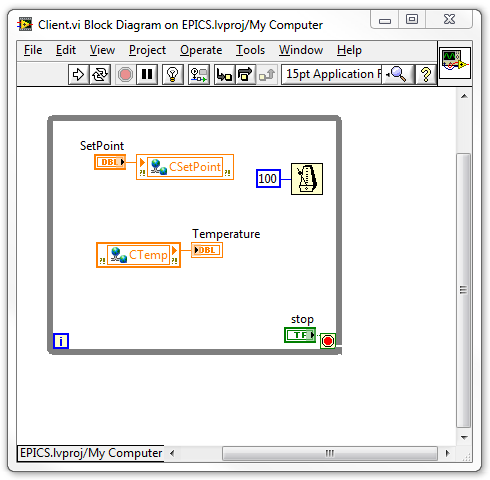 Client.vi Block Diagram on EPICS.lvproj/My Computer
File Edit View Project Operate Tools Window Help
15pt Application F
SetPoint
DBL
?! CSetPoint ?!
100
Temperature
?! CTemp ?!
DBL
stop
TF
i
EPICS.lvproj/My Computer